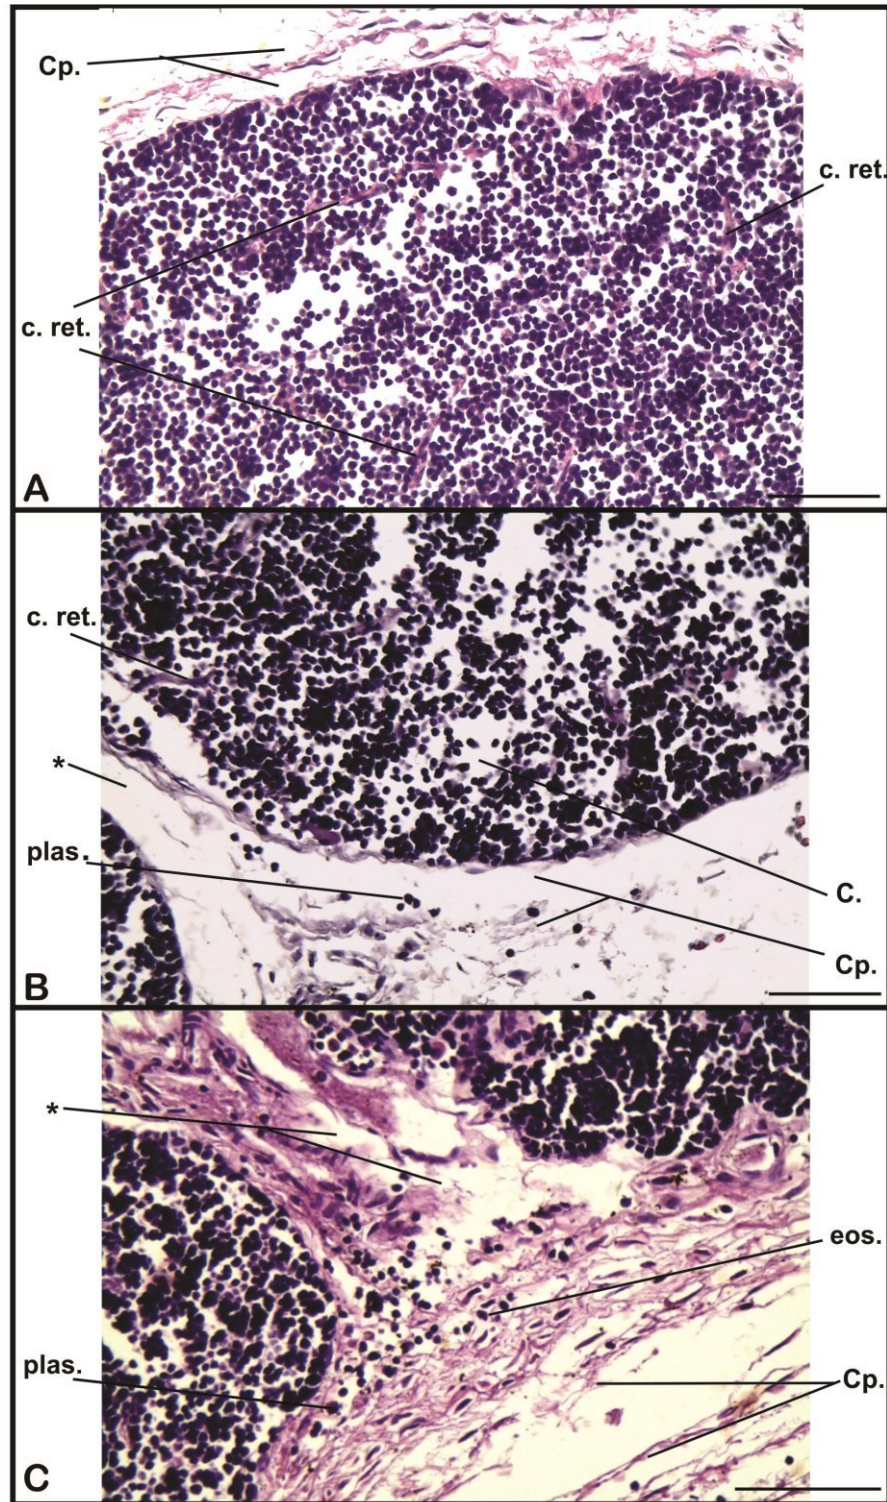 Cp.
c. ret.
c. ret.
A
c. ret.
*
plas.
C.
Cp.
B
*
eos.
plas.
Cp.
C